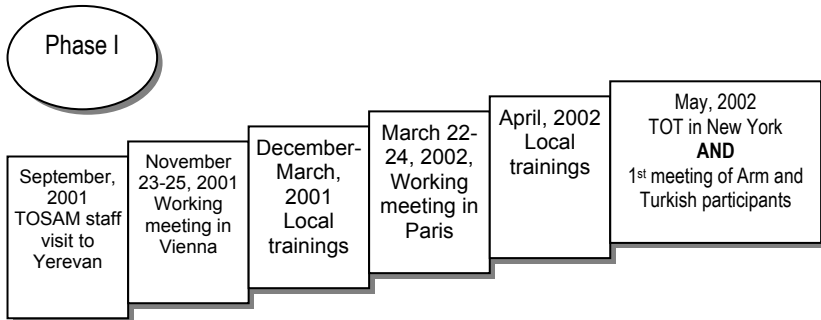 Phase I
September,
2001
TOSAM staff
visit to
Yerevan
November
23-25, 2001
Working
meeting in
Vienna
December-
March,
2001
Local
trainings
March 22-
24, 2002,
Working
meeting in
Paris
April, 2002
Local
trainings
May, 2002
TOT in New York
AND
1st meeting of Arm and
Turkish participants